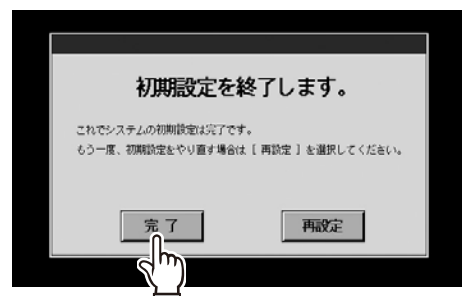 初期設定を終了します。
これでシステムの初期設定は完了です。
もう一度、初期設定をやり直す場合は [ 再設定 ] を選択してください。
完 了
再設定